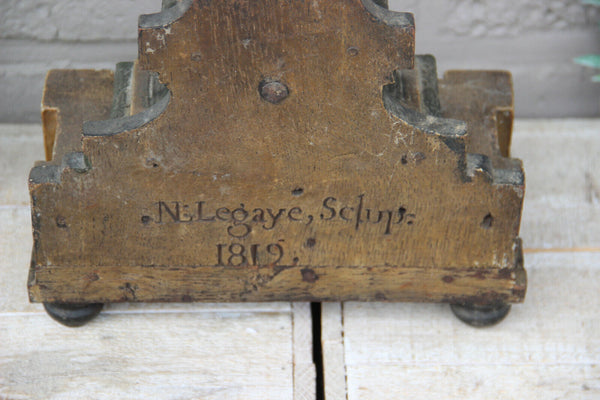 N. Legaye, Sculp.
1819.